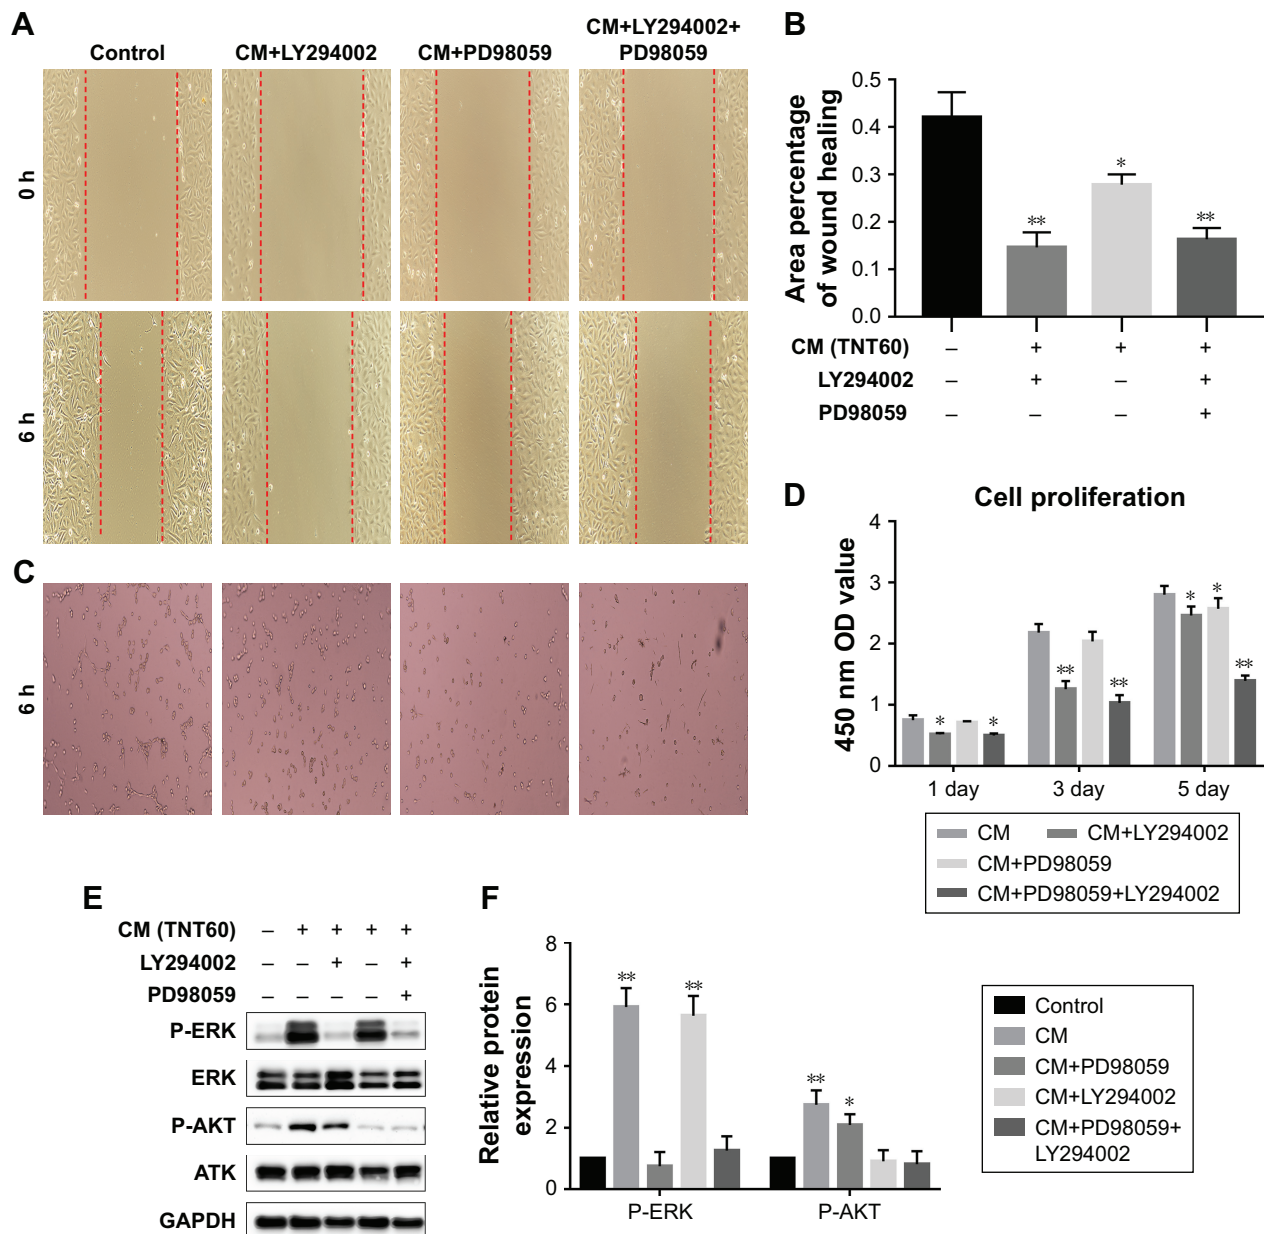 A
Control
CM+LY294002
CM+PD98059
CM+LY294002+
PD98059
0 h
6 h
B
Area percentage
of wound healing
0.5
0.4
0.3
0.2
0.1
0.0
** * **
CM (TNT60) – + + +
LY294002 – + – +
PD98059 – – – +
C
6 h
D
Cell proliferation
450 nm OD value
4
3
2
1
0
* * ** ** * * **
1 day 3 day 5 day
CM CM+LY294002
CM+PD98059
CM+PD98059+LY294002
E
CM (TNT60) – + + + +
LY294002 – – + – +
PD98059 – – – – +
P-ERK
ERK
P-AKT
ATK
GAPDH
F
Relative protein
expression
8
6
4
2
0
** ** ** *
P-ERK P-AKT
Control
CM
CM+PD98059
CM+LY294002
CM+PD98059+
LY294002